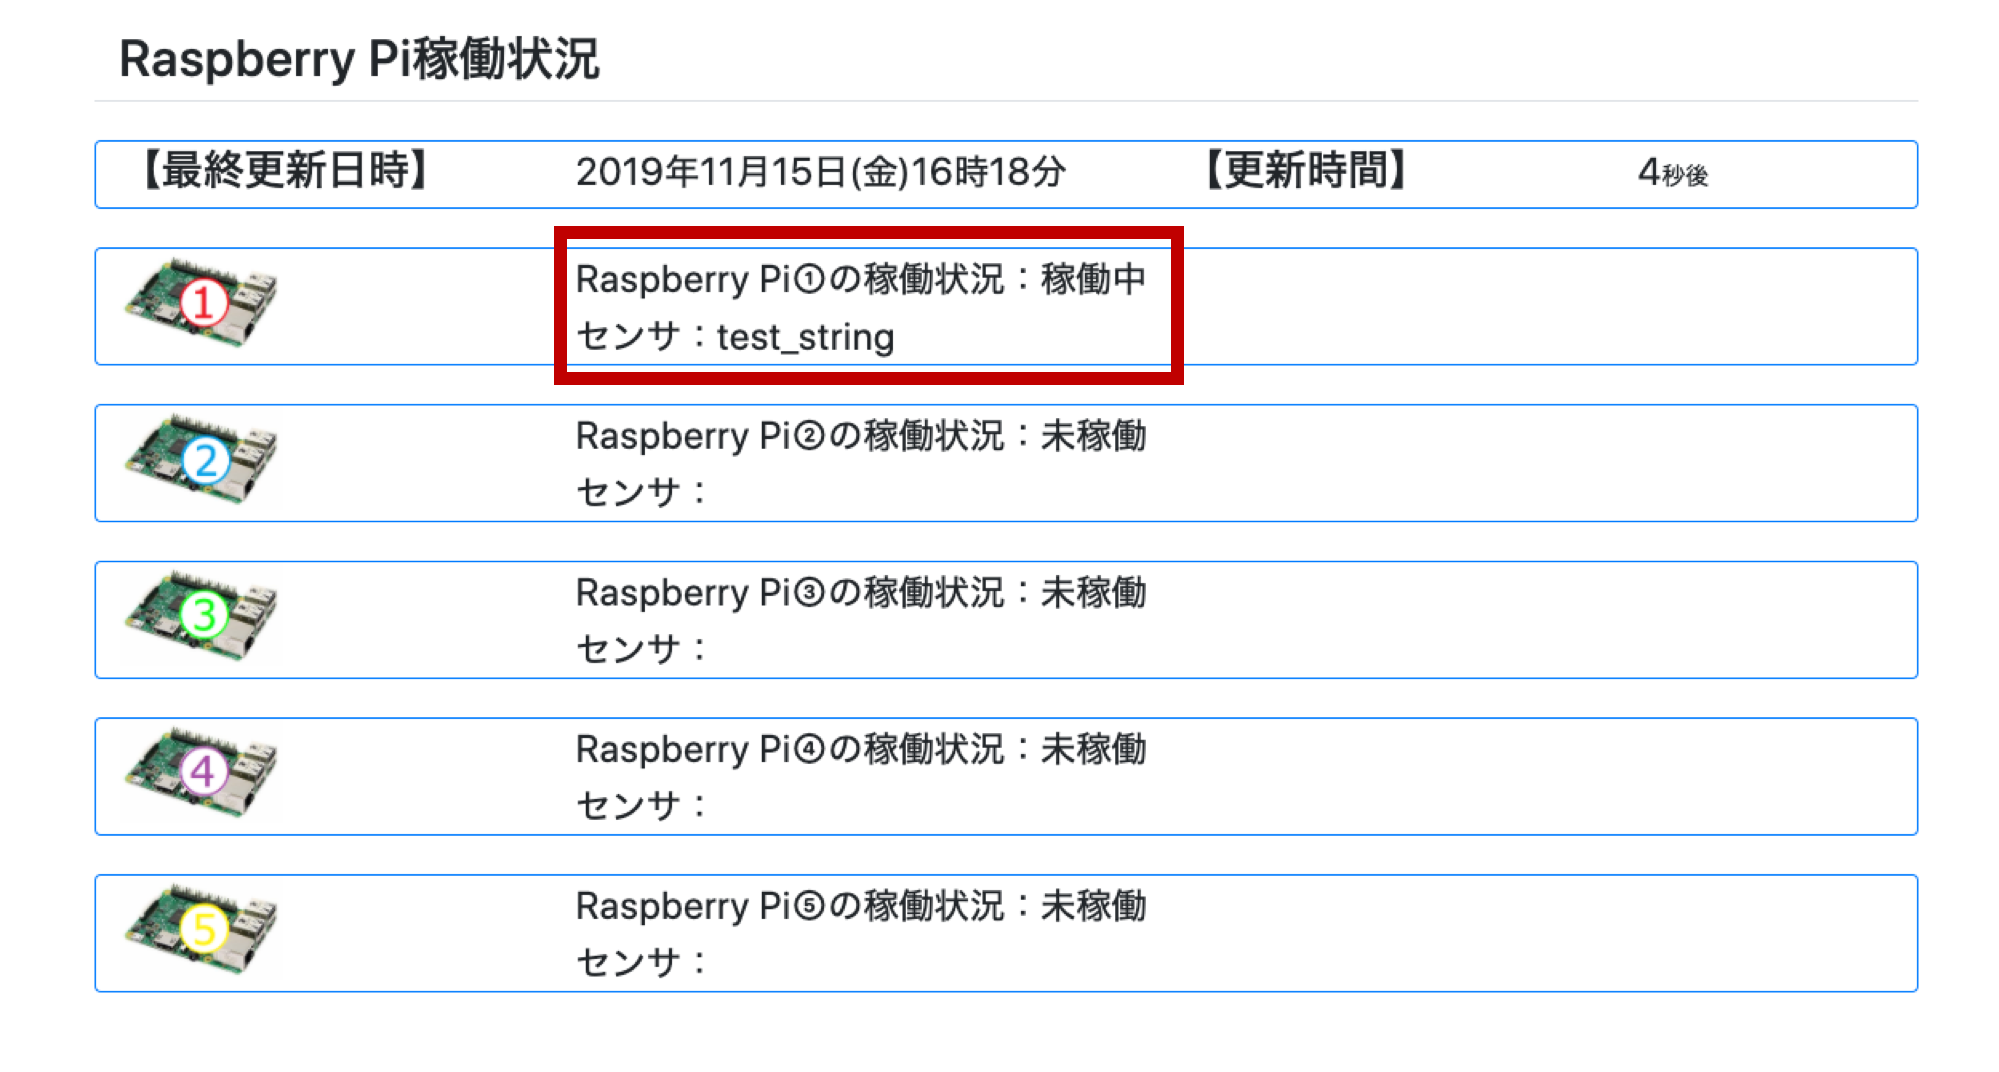 Raspberry Pi稼働状況
【最終更新日時】 2019年11月15日(金)16時18分 【更新時間】 4秒後
1
Raspberry Pi①の稼働状況：稼働中
センサ：test_string
2
Raspberry Pi②の稼働状況：未稼働
センサ：
3
Raspberry Pi③の稼働状況：未稼働
センサ：
4
Raspberry Pi④の稼働状況：未稼働
センサ：
5
Raspberry Pi⑤の稼働状況：未稼働
センサ：